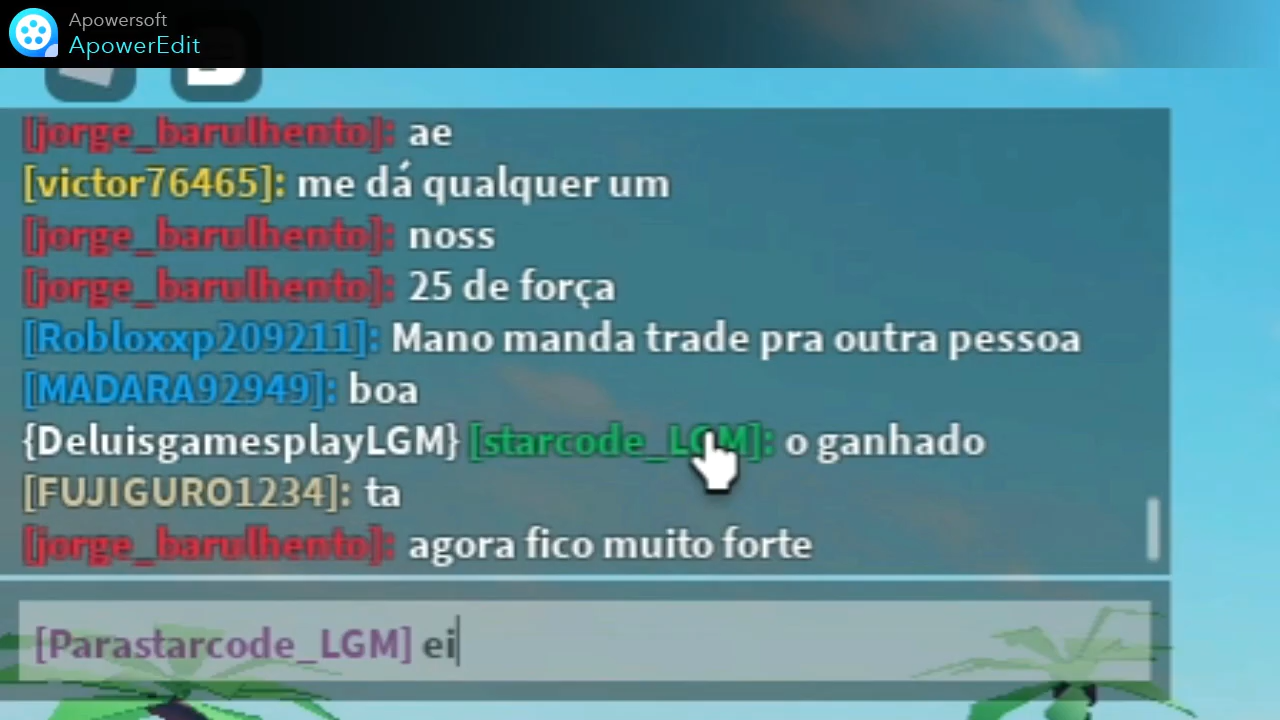 Apowersoft
ApowerEdit
[jorge_barulhento]: ae
[victor76465]: me dá qualquer um
[jorge_barulhento]: noss
[jorge_barulhento]: 25 de força
[Robloxxp209211]: Mano manda trade pra outra pessoa
[MADARA92949]: boa
{DeluisgamesplayLGM} [starcode_LGM]: o ganhado
[FUJIGURO1234]: ta
[jorge_barulhento]: agora fico muito forte
[Parastarcode_LGM] ei